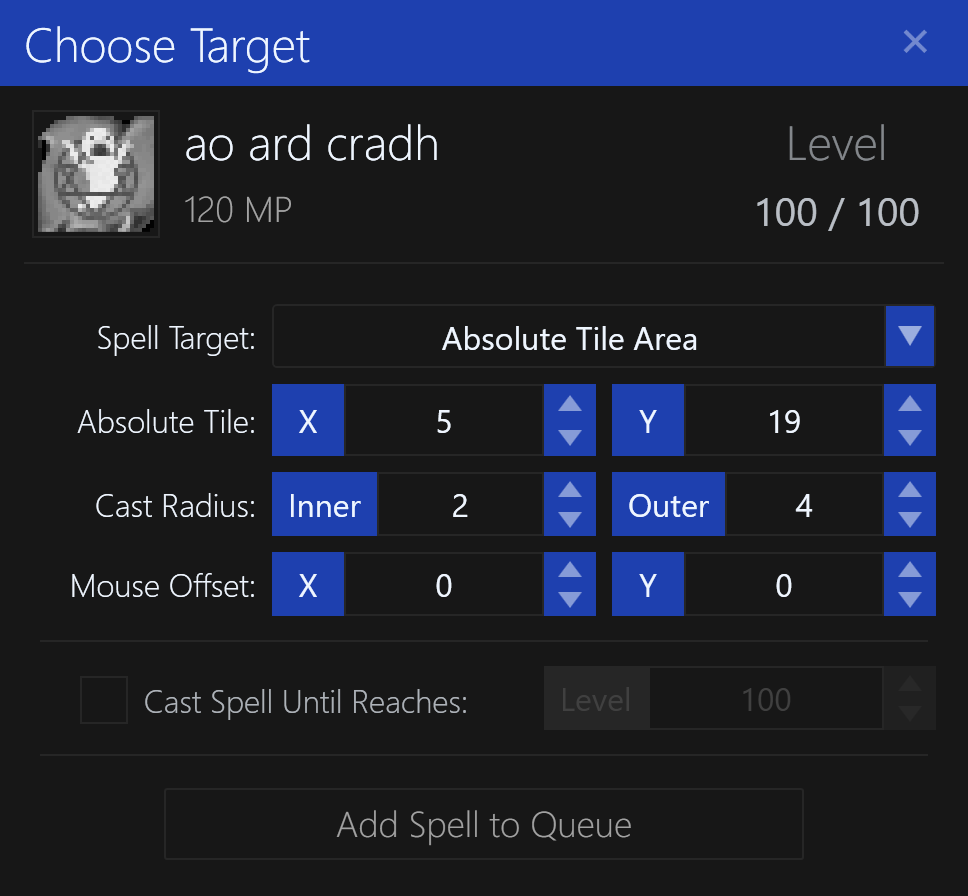 Choose Target
ao ard cradh
Level
120 MP
100 / 100
Spell Target: Absolute Tile Area
Absolute Tile: X 5 Y 19
Cast Radius: Inner 2 Outer 4
Mouse Offset: X 0 Y 0
Cast Spell Until Reaches: Level 100
Add Spell to Queue